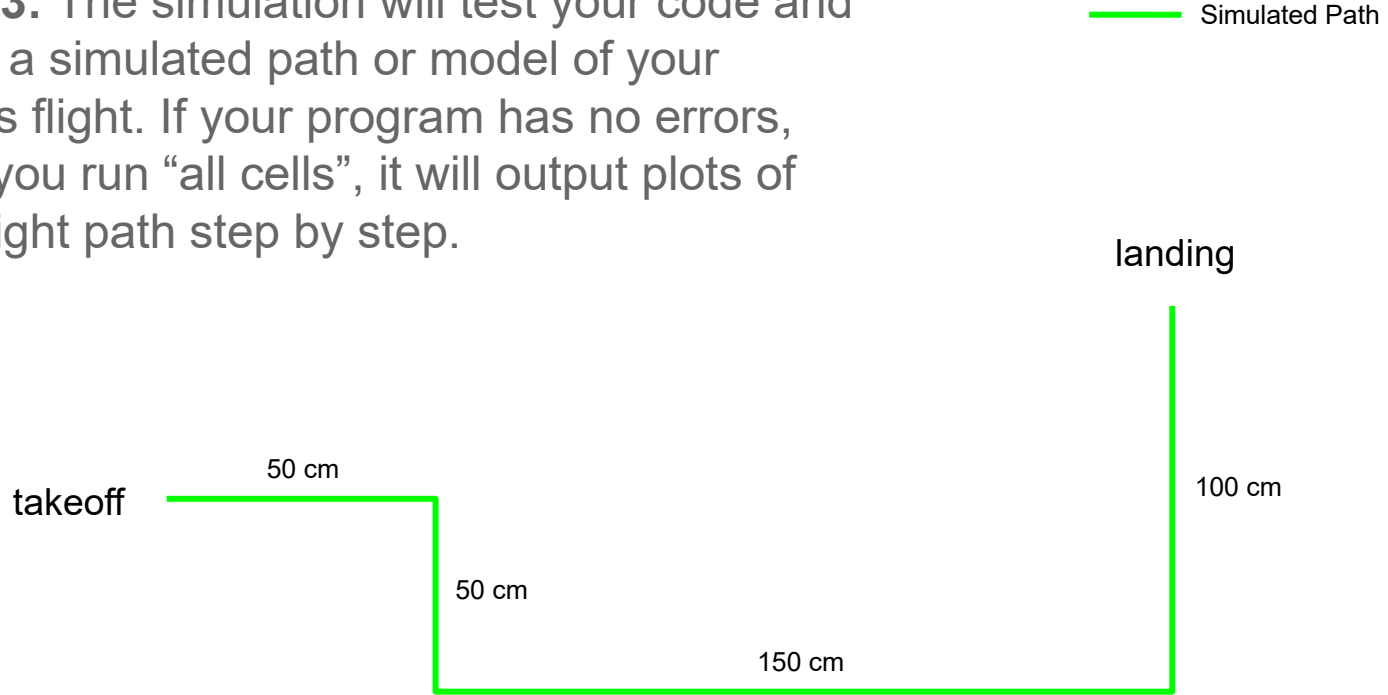 3. The simulation will test your code and
a simulated path or model of your
s flight. If your program has no errors,
you run “all cells”, it will output plots of
ight path step by step.
Simulated Path
landing
50 cm
takeoff
100 cm
50 cm
150 cm